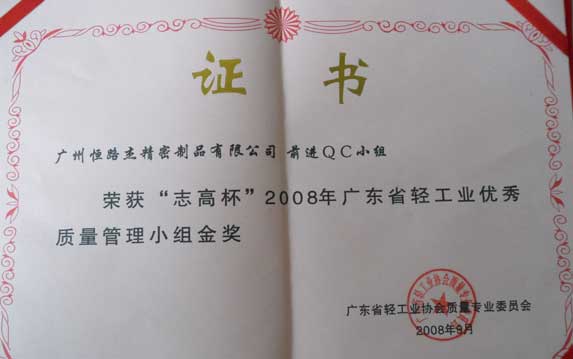 证 书
广州恒路杰精密制品有限公司 前进QC小组
荣获“志高杯”2008年广东省轻工业优秀
质量管理小组金奖
广东省轻工业协会质量专业委员会
2008年9月